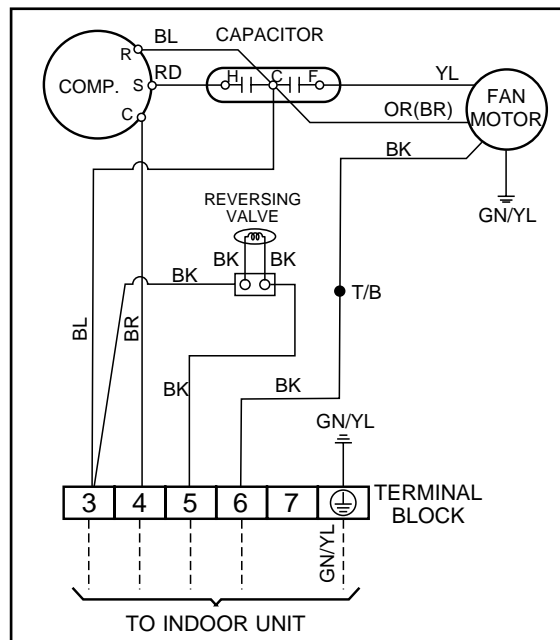 BL CAPACITOR
R
COMP. S RD H C F YL
C
FAN
MOTOR
OR(BR)
BK
REVERSING
VALVE
GN/YL
BK BK
BK
T/B
BL
BR
BK
BK
GN/YL
3 4 5 6 7
TERMINAL
BLOCK
GN/YL
TO INDOOR UNIT